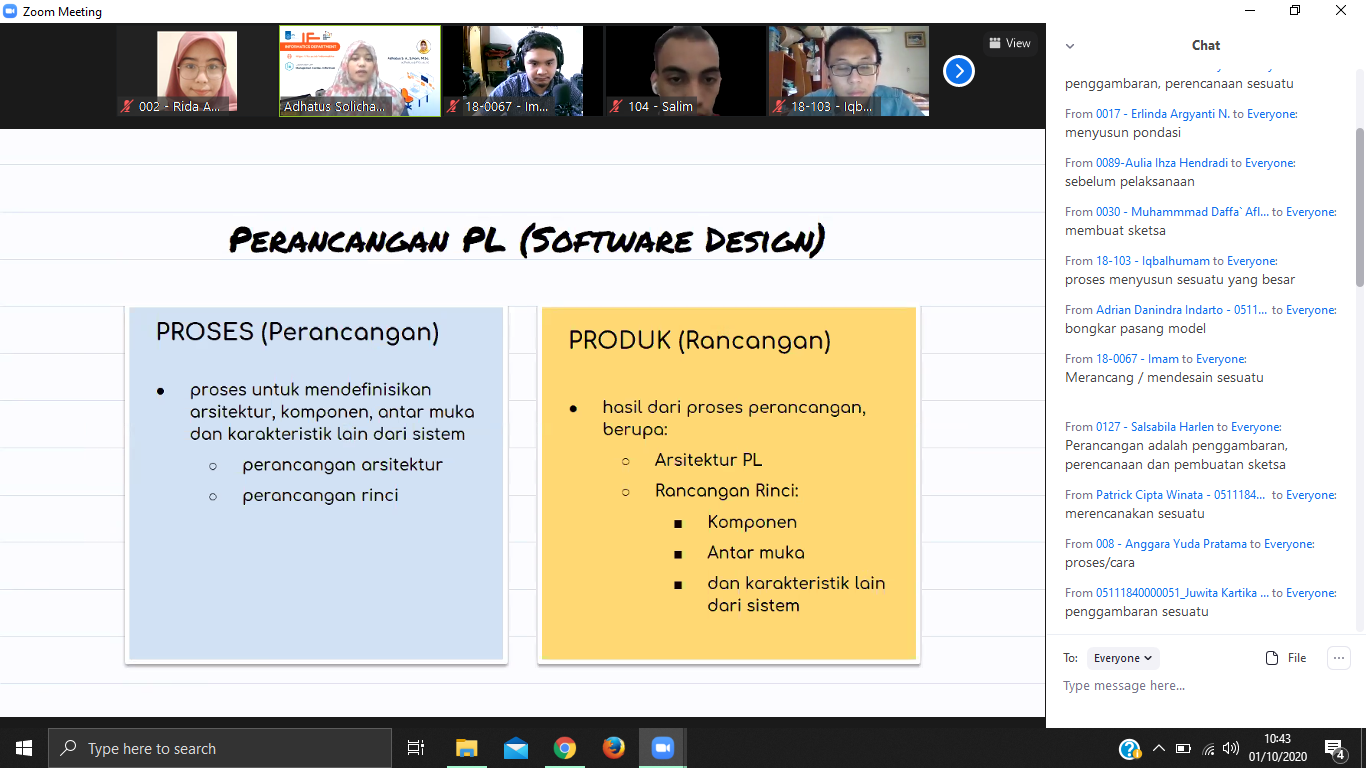 Zoom Meeting
002 - Rida A...
IF
INFORMATICS DEPARTMENT
Adhatus Solicha...
18-0067 - Im...
104 - Salim
18-103 - Iqb...
View
PERANCANGAN PL (SOFTWARE DESIGN)
PROSES (Perancangan)
● proses untuk mendefinisikan
arsitektur, komponen, antar muka
dan karakteristik lain dari sistem
○ perancangan arsitektur
○ perancangan rinci
PRODUK (Rancangan)
● hasil dari proses perancangan,
berupa:
○ Arsitektur PL
○ Rancangan Rinci:
■ Komponen
■ Antar muka
■ dan karakteristik lain
dari sistem
Chat
penggambaran, perencanaan sesuatu
From 0017 - Erlinda Argyanti N. to Everyone:
menyusun pondasi
From 0089-Aulia Ihza Hendradi to Everyone:
sebelum pelaksanaan
From 0030 - Muhammmad Daffa` Afl... to Everyone:
membuat sketsa
From 18-103 - Iqbalhumam to Everyone:
proses menyusun sesuatu yang besar
From Adrian Danindra Indarto - 0511... to Everyone:
bongkar pasang model
From 18-0067 - Imam to Everyone:
Merancang / mendesain sesuatu
From 0127 - Salsabila Harlen to Everyone:
Perancangan adalah penggambaran,
perencanaan dan pembuatan sketsa
From Patrick Cipta Winata - 0511184... to Everyone:
merencanakan sesuatu
From 008 - Anggara Yuda Pratama to Everyone:
proses/cara
From 05111840000051_Juwita Kartika ... to Everyone:
penggambaran sesuatu
To: Everyone File ...
Type message here...
Type here to search
10:43
01/10/2020
4